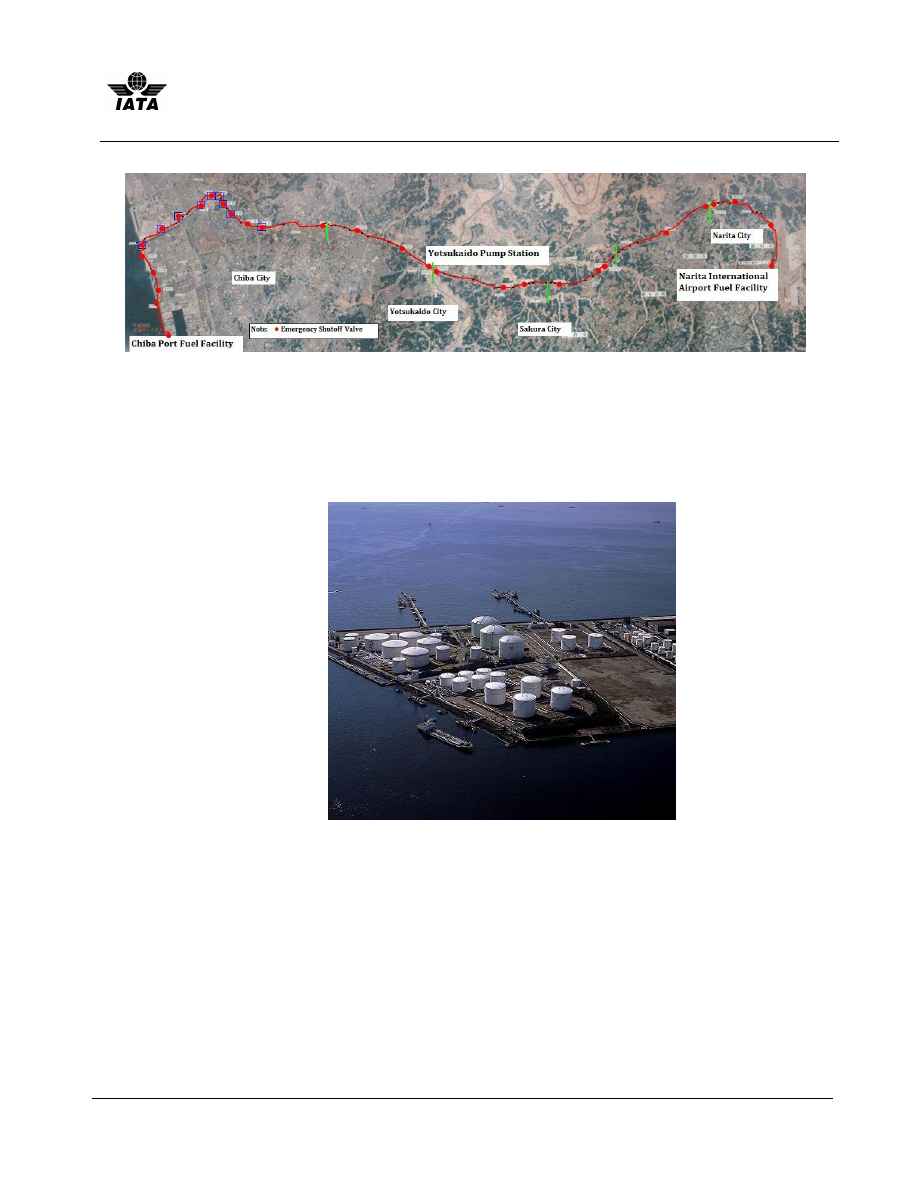 IATA
Yotsukaido Pump Station
Narita City
Chiba City
Narita International
Airport Fuel Facility
Yotsukaido City
Sakura City
Note: Emergency Shutoff Valve
Chiba Port Fuel Facility